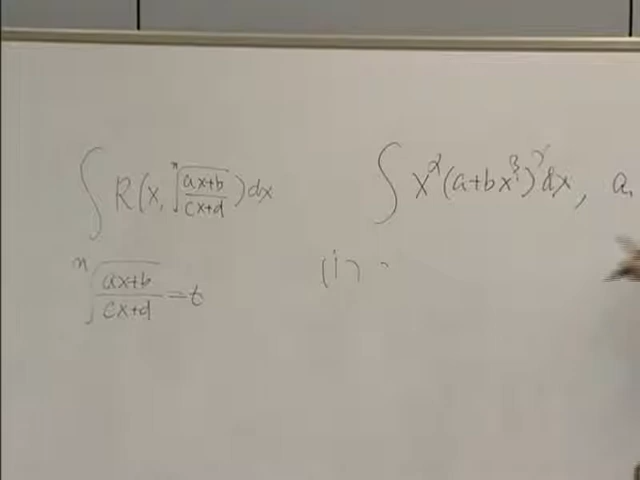 ∫ R(x, ⁿ√((ax+b)/(cx+d))) dx
ⁿ√((ax+b)/(cx+d)) = t
∫ x^α (a+bx^β)^γ dx, a,
(i)